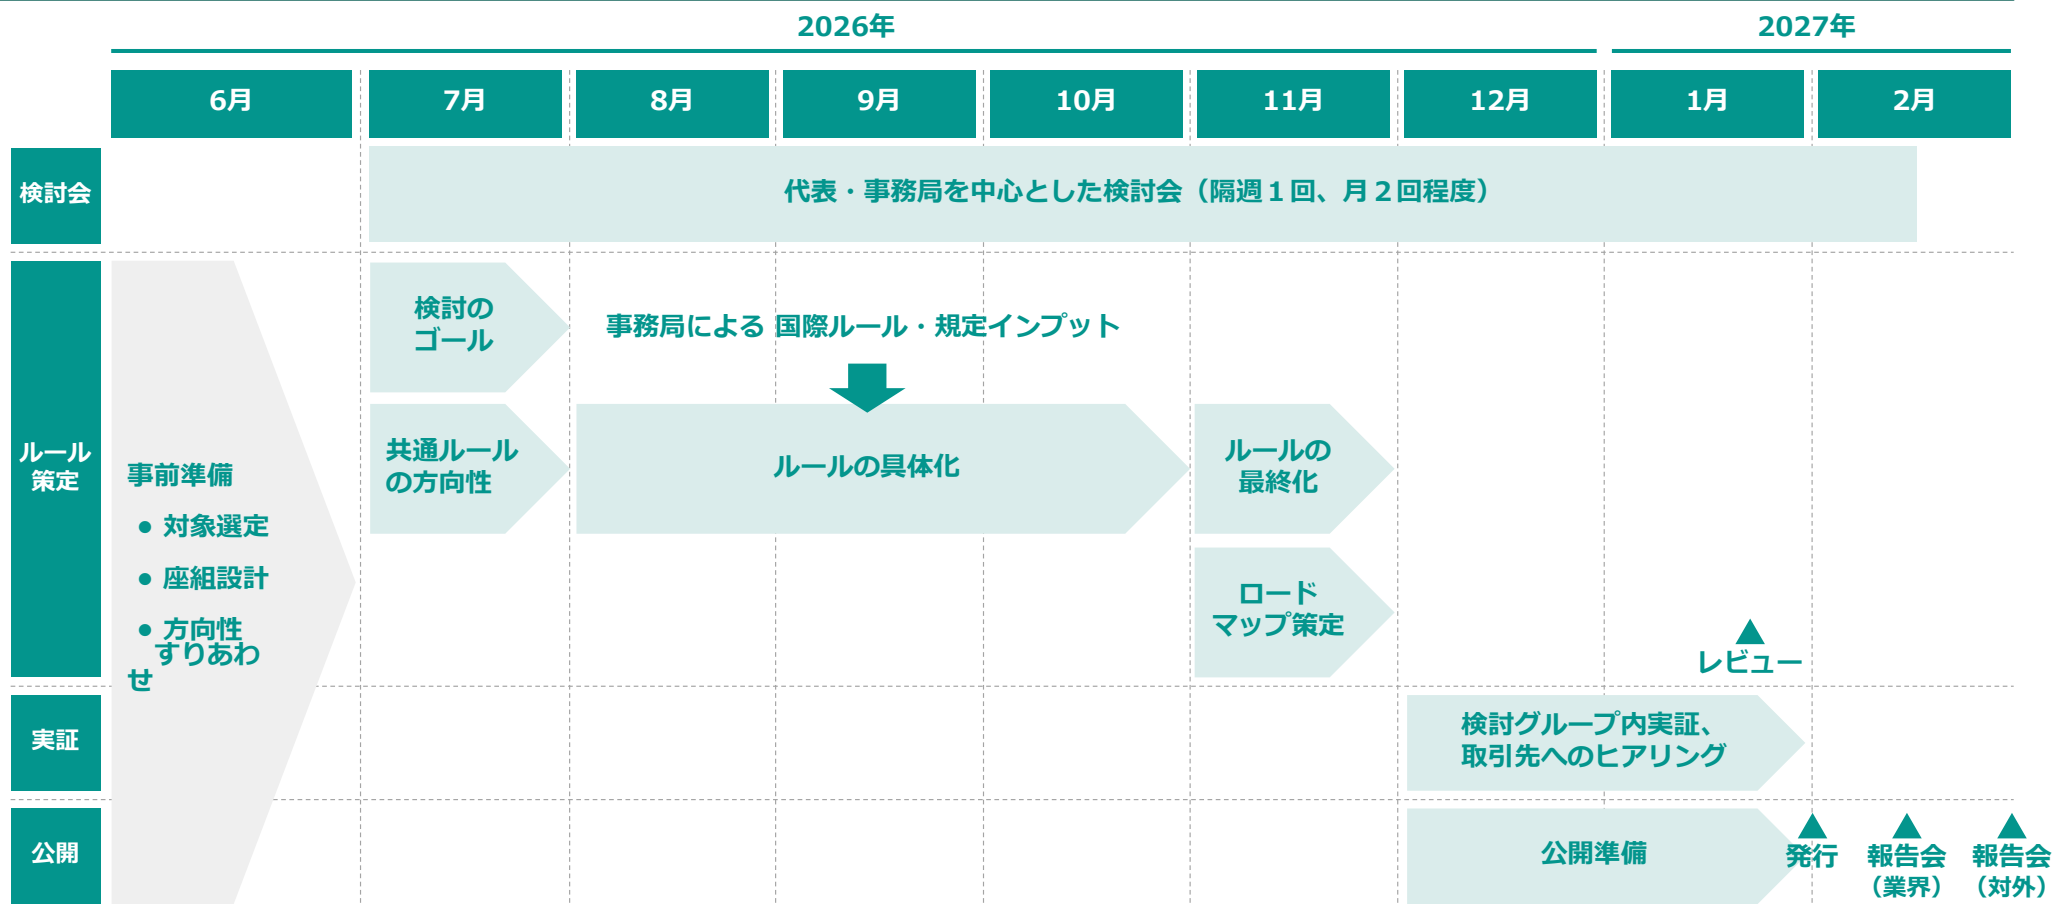 2026年
2027年
6月
7月
8月
9月
10月
11月
12月
1月
2月
検討会
代表・事務局を中心とした検討会（隔週１回、月２回程度）
ルール
策定
事前準備
● 対象選定
● 座組設計
● 方向性
すりあわ
せ
検討の
ゴール
事務局による 国際ルール・規定インプット
共通ルール
の方向性
ルールの具体化
ルールの
最終化
ロード
マップ策定
レビュー
実証
検討グループ内実証、
取引先へのヒアリング
公開
公開準備
発行
報告会
（業界）
報告会
（対外）